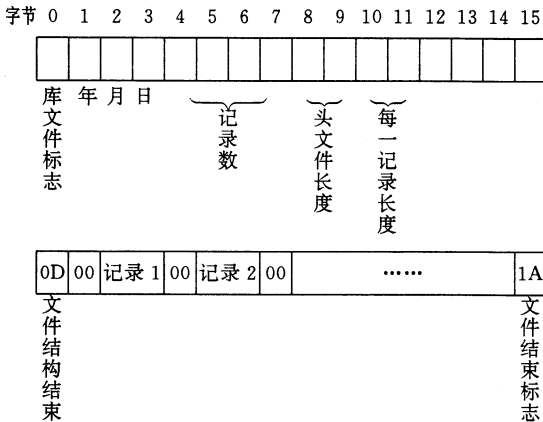 字节 0 1 2 3 4 5 6 7 8 9 10 11 12 13 14 15
库文件标志 年 月 日 记录数 头文件长度 每一记录长度
0D 00 记录1 00 记录2 00 …… 1A
文件结构结束 文件结束标志